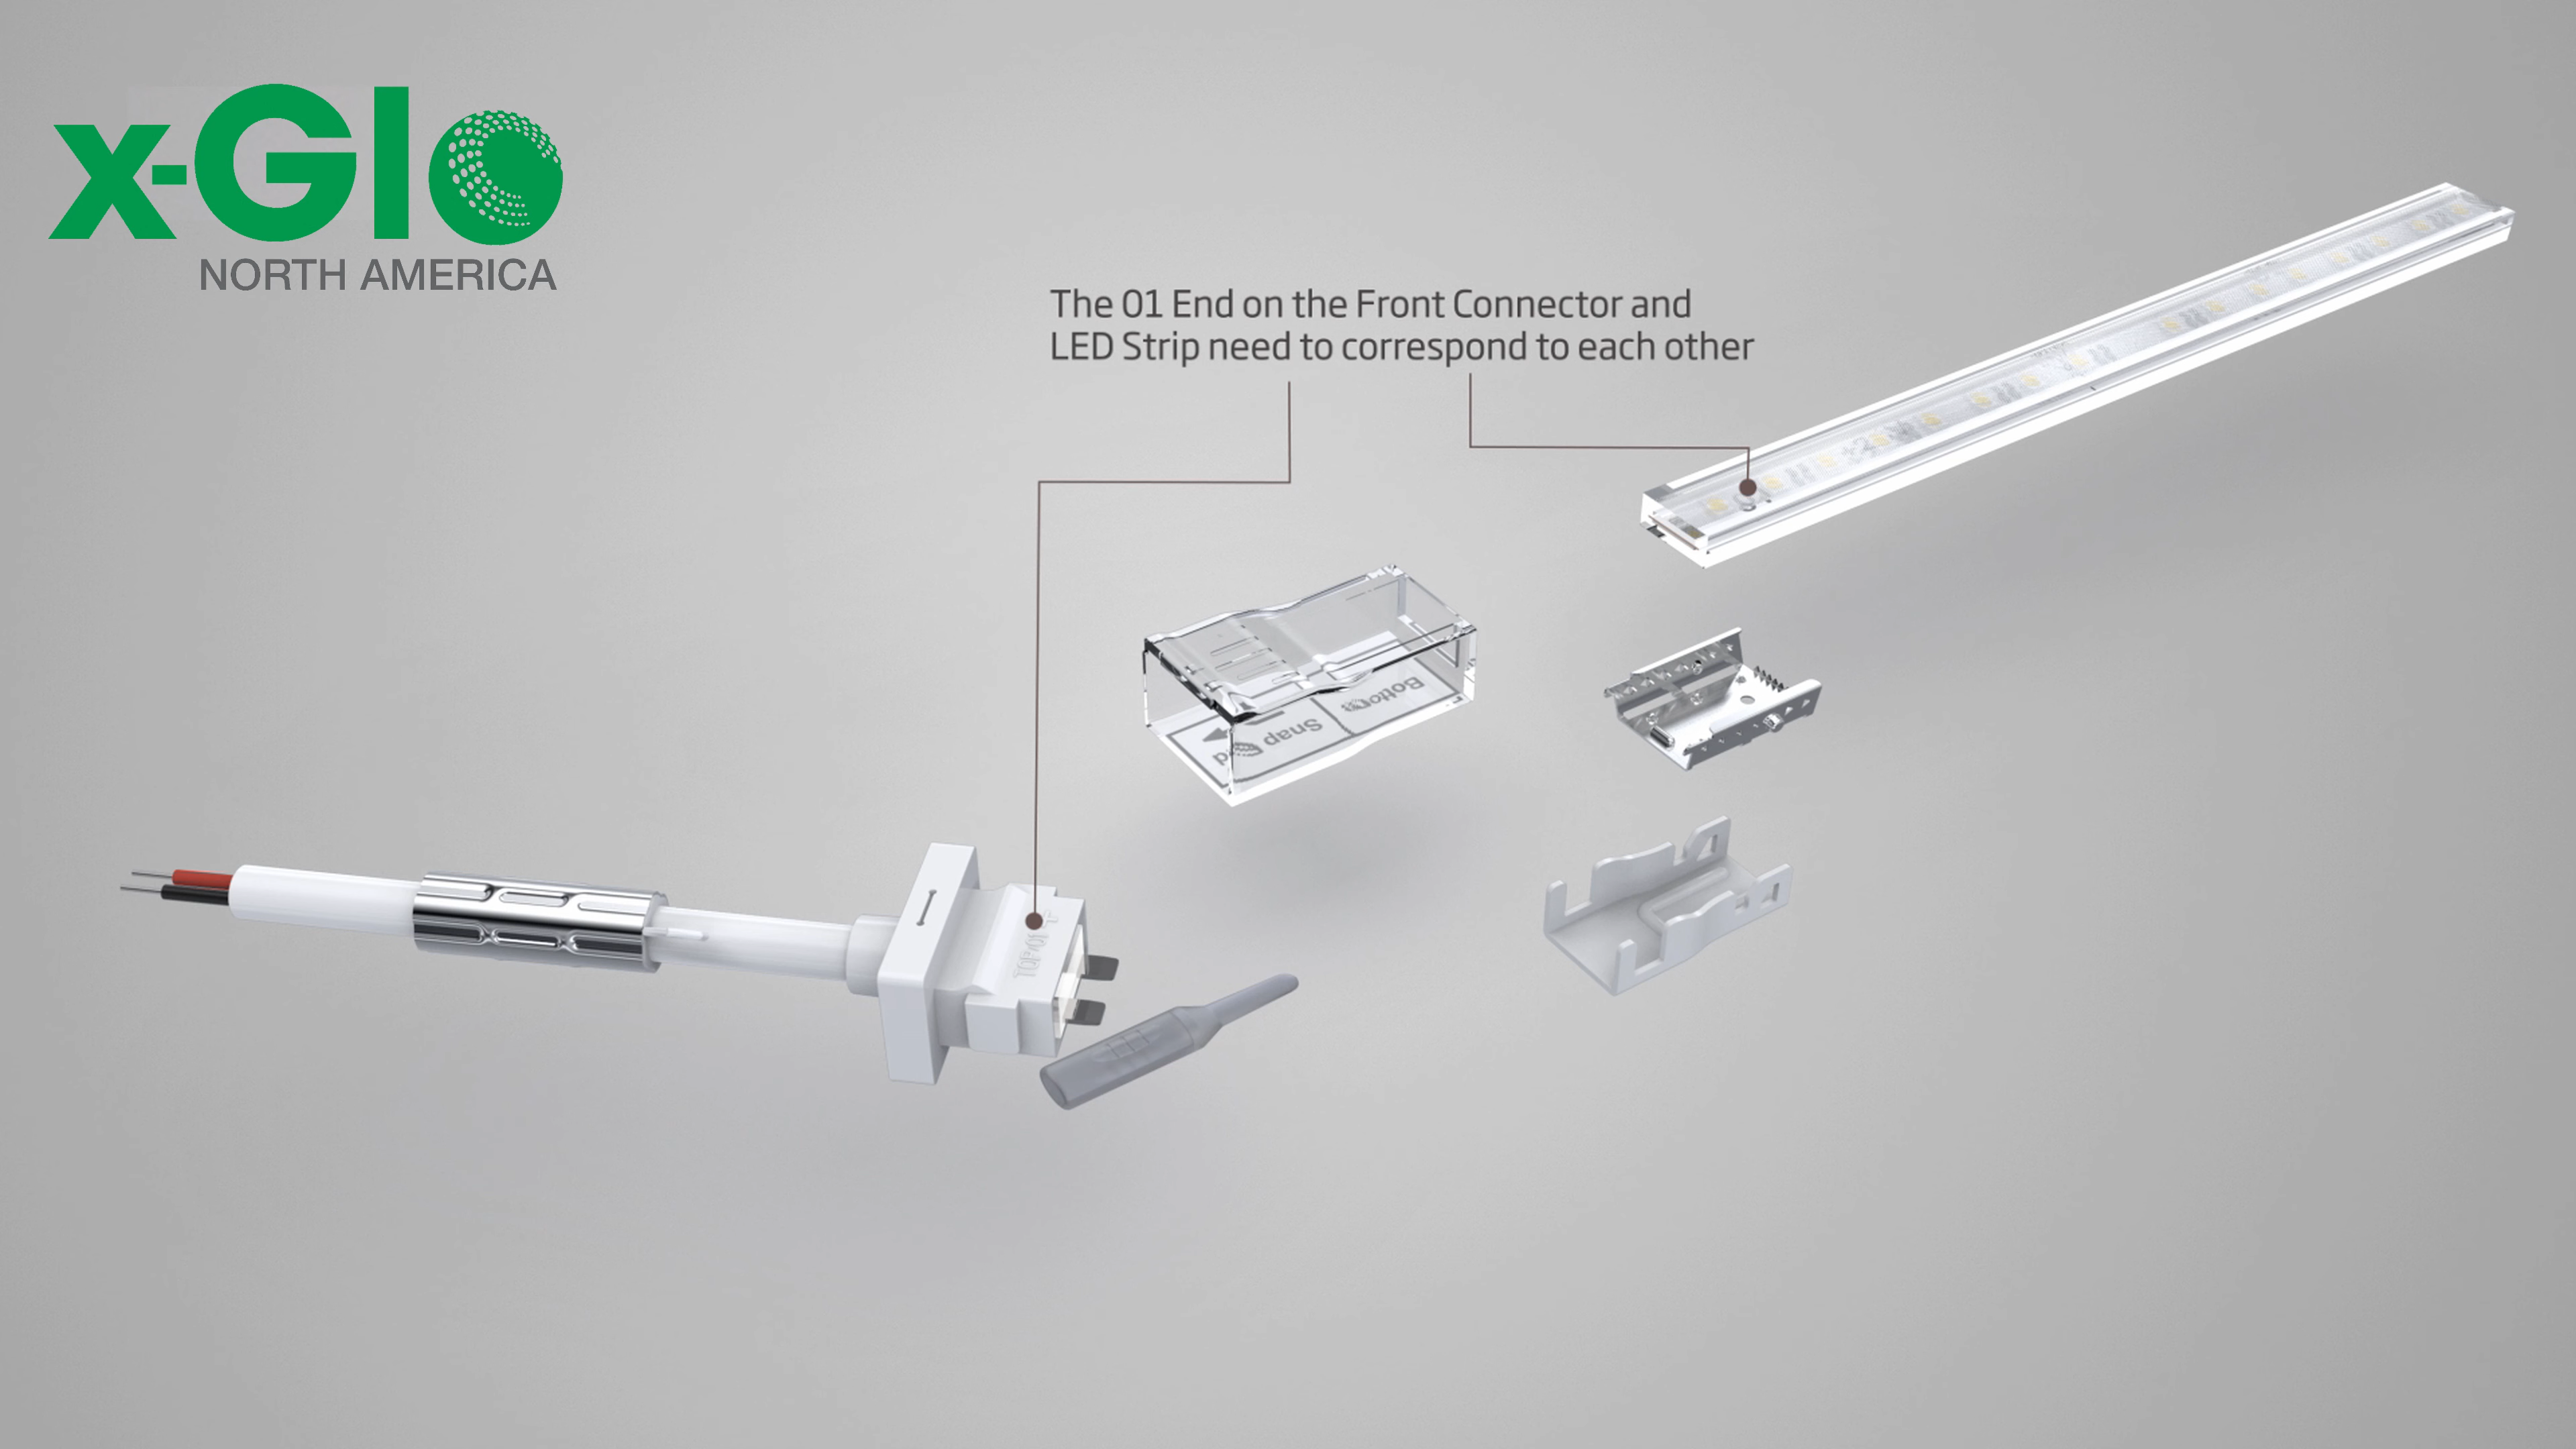 x-Glo
NORTH AMERICA
The 01 End on the Front Connector and
LED Strip need to correspond to each other
Bottom
Snap